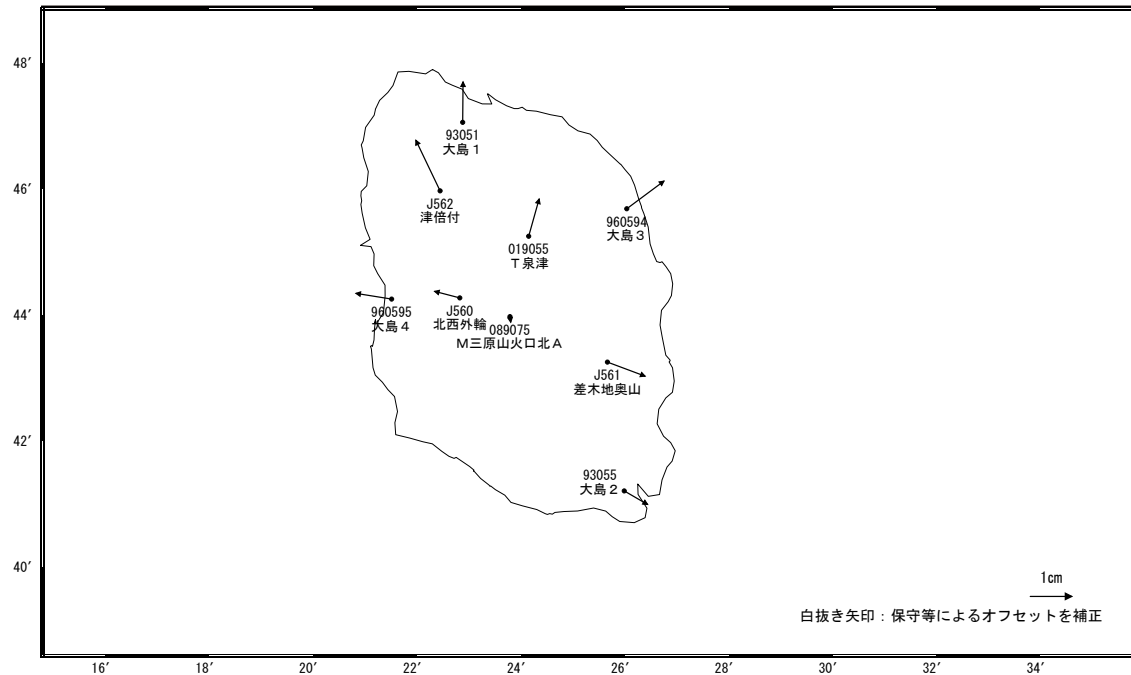 48′
46′
44′
42′
40′
93051
大島１
J562
津倍付
019055
Ｔ泉津
960594
大島３
960595
大島４
J560
北西外輪
089075
Ｍ三原山火口北Ａ
J561
差木地奥山
93055
大島２
1cm
白抜き矢印：保守等によるオフセットを補正
16′ 18′ 20′ 22′ 24′ 26′ 28′ 30′ 32′ 34′